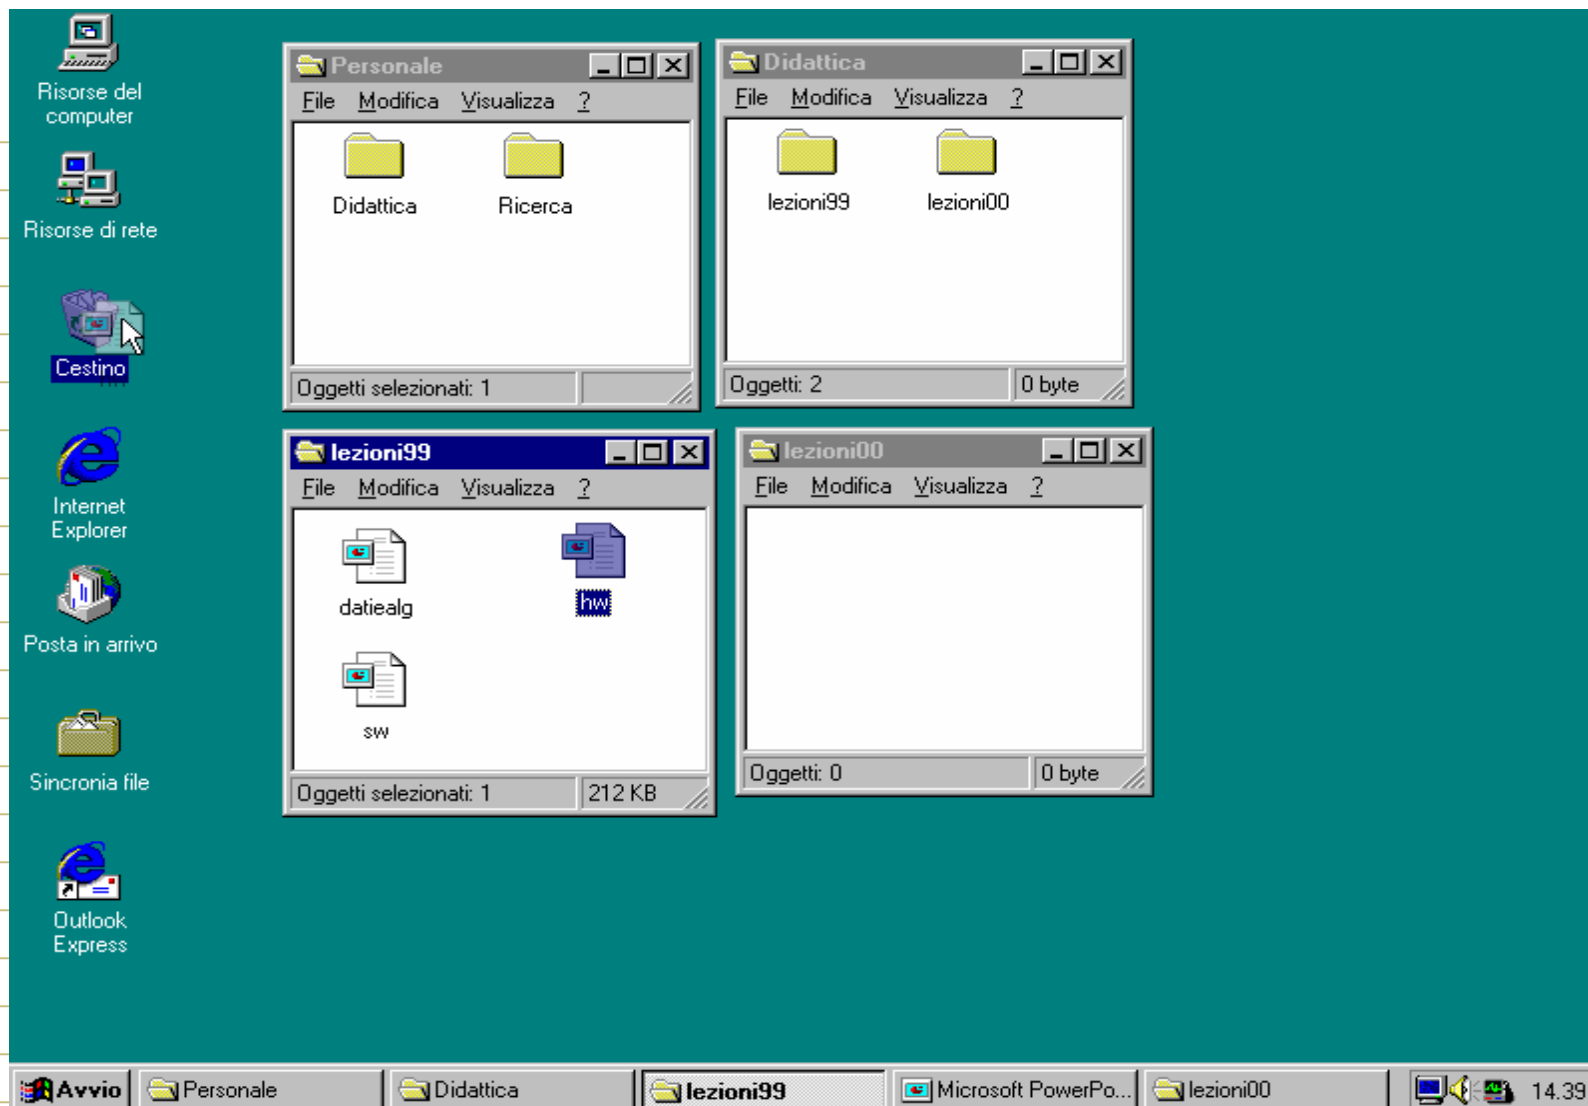 Risorse del
computer
Risorse di rete
Cestino
Internet
Explorer
Posta in arrivo
Sincronia file
Outlook
Express
Personale
File Modifica Visualizza ?
Didattica Ricerca
Oggetti selezionati: 1
Didattica
File Modifica Visualizza ?
lezioni99 lezioni00
Oggetti: 2 0 byte
lezioni99
File Modifica Visualizza ?
datiealg hw
sw
Oggetti selezionati: 1 212 KB
lezioni00
File Modifica Visualizza ?
Oggetti: 0 0 byte
Avvio Personale Didattica lezioni99 Microsoft PowerPo... lezioni00 14.39